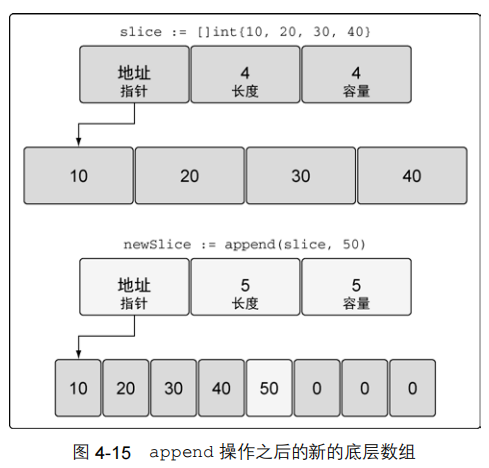 slice := []int{10, 20, 30, 40}
地址 4 4
指针 长度 容量
10 20 30 40
newSlice := append(slice, 50)
地址 5 5
指针 长度 容量
10 20 30 40 50 0 0 0
图 4-15 append 操作之后的新的底层数组